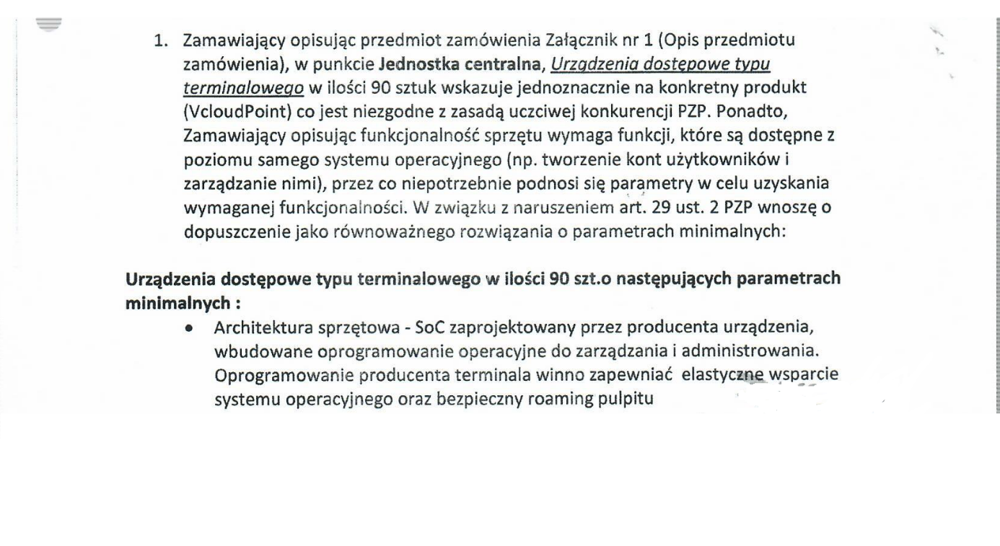 1. Zamawiający opisując przedmiot zamówienia Załącznik nr 1 (Opis przedmiotu
zamówienia), w punkcie Jednostka centralna, Urządzenia dostępowe typu
terminalowego w ilości 90 sztuk wskazuje jednoznacznie na konkretny produkt
(VcloudPoint) co jest niezgodne z zasadą uczciwej konkurencji PZP. Ponadto,
Zamawiający opisując funkcjonalność sprzętu wymaga funkcji, które są dostępne z
poziomu samego systemu operacyjnego (np. tworzenie kont użytkowników i
zarządzanie nimi), przez co niepotrzebnie podnosi się parametry w celu uzyskania
wymaganej funkcjonalności. W związku z naruszeniem art. 29 ust. 2 PZP wnoszę o
dopuszczenie jako równoważnego rozwiązania o parametrach minimalnych:
Urządzenia dostępowe typu terminalowego w ilości 90 szt.o następujących parametrach
minimalnych :
• Architektura sprzętowa - SoC zaprojektowany przez producenta urządzenia,
wbudowane oprogramowanie operacyjne do zarządzania i administrowania.
Oprogramowanie producenta terminala winno zapewniać elastyczne wsparcie
systemu operacyjnego oraz bezpieczny roaming pulpitu